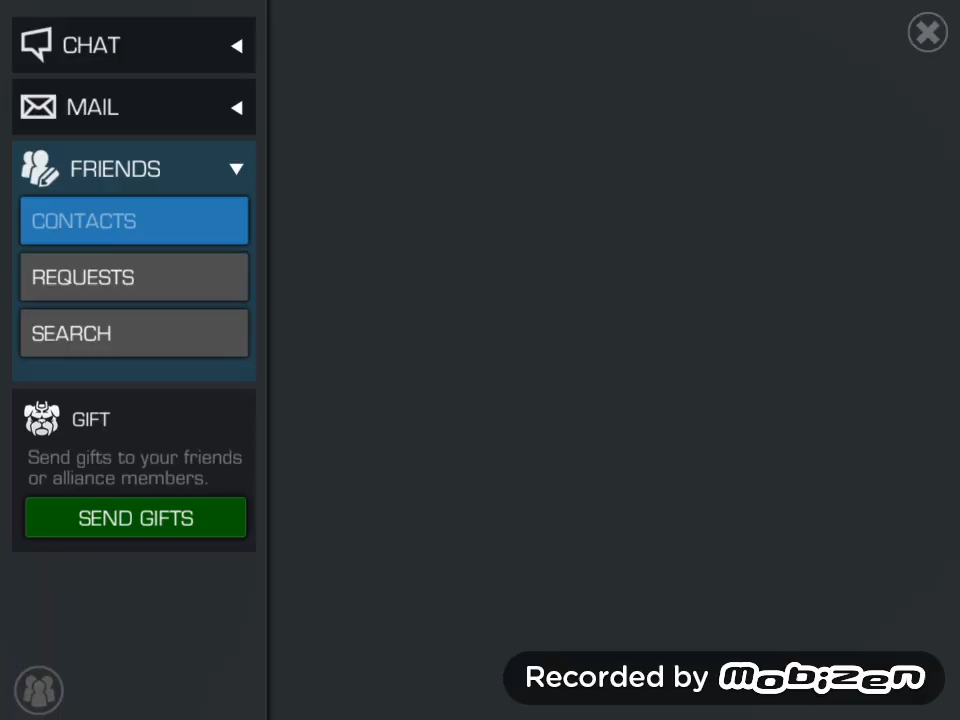 CHAT
MAIL
FRIENDS
CONTACTS
REQUESTS
SEARCH
GIFT
Send gifts to your friends
or alliance members.
SEND GIFTS
Recorded by mobizen